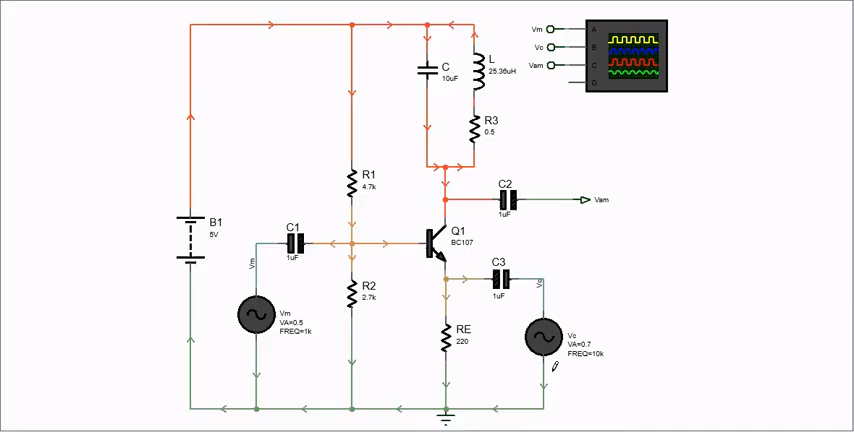 Vm
Vc
Vam
A
B
C
D
C
10uF
L
25.36uH
R3
0.5
R1
4.7k
C2
1uF
Vam
B1
5V
C1
1uF
Q1
BC107
Vm
C3
1uF
Vc
R2
2.7k
Vm
VA=0.5
FREQ=1k
RE
220
Vc
VA=0.7
FREQ=10k